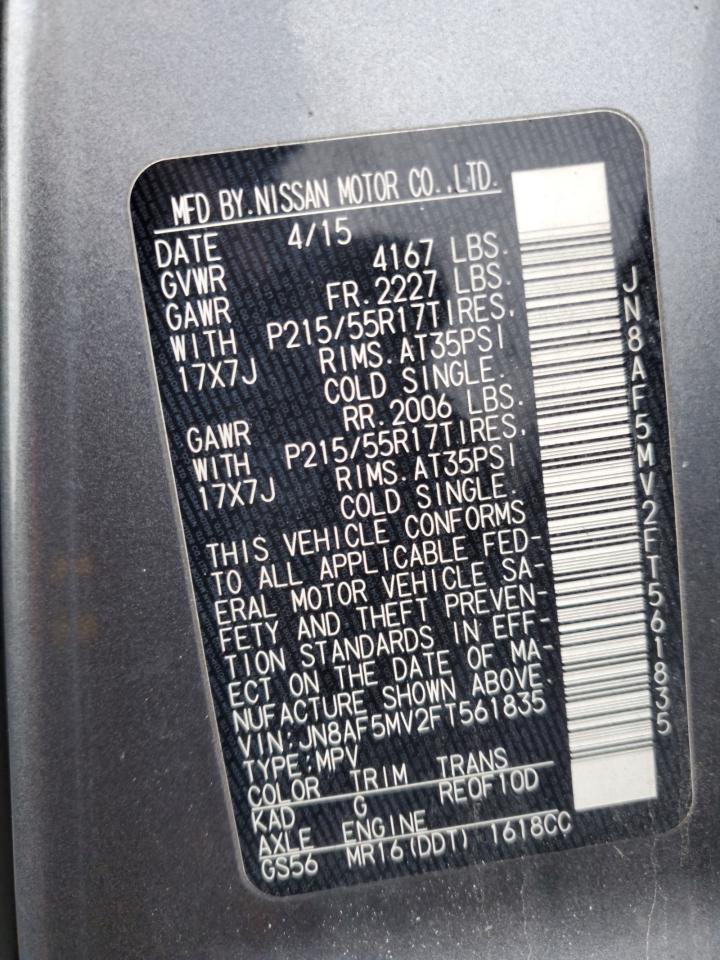 MFD BY.NISSAN MOTOR CO.,LTD.
DATE 4/15
GVWR 4167 LBS.
GAWR FR.2227 LBS.
WITH P215/55R17TIRES,
17X7J RIMS.AT35PSI
COLD SINGLE.
GAWR RR.2006 LBS.
WITH P215/55R17TIRES,
17X7J RIMS.AT35PSI
COLD SINGLE.
THIS VEHICLE CONFORMS
TO ALL APPLICABLE FED-
ERAL MOTOR VEHICLE SA-
FETY AND THEFT PREVEN-
TION STANDARDS IN EFF-
ECT ON THE DATE OF MA-
NUFACTURE SHOWN ABOVE.
VIN:JN8AF5MV2FT561835
TYPE:MPV
COLOR TRIM TRANS
KAD G REOF10D
AXLE ENGINE
GS56 MR16(DDT) 1618CC
JN8AF5MV2FT561835